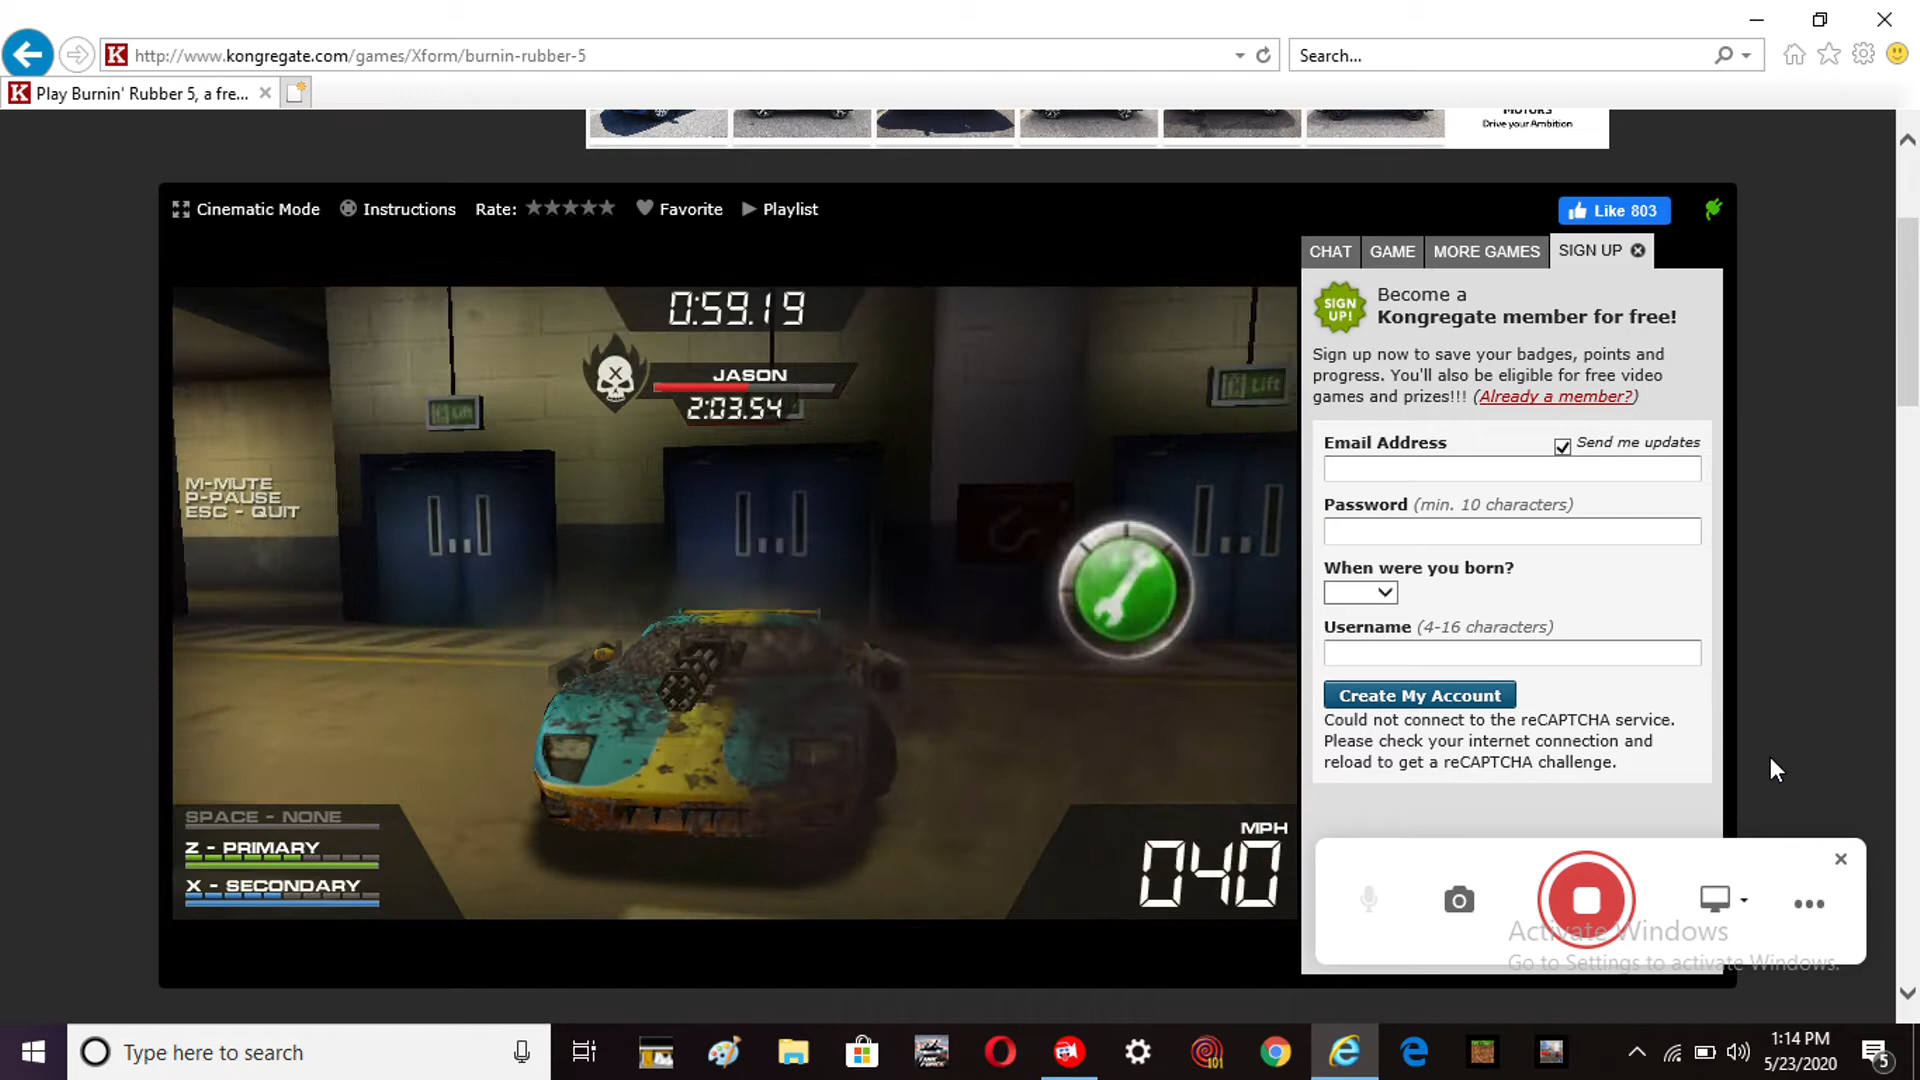 http://www.kongregate.com/games/Xform/burnin-rubber-5
Search...
Play Burnin' Rubber 5, a fre...
MOTORS
Drive your Ambition
Cinematic Mode
Instructions
Rate:
Favorite
Playlist
Like 803
CHAT
GAME
MORE GAMES
SIGN UP
SIGN UP!
Become a
Kongregate member for free!
Sign up now to save your badges, points and
progress. You'll also be eligible for free video
games and prizes!!! (Already a member?)
Email Address
Send me updates
Password (min. 10 characters)
When were you born?
Username (4-16 characters)
Create My Account
Could not connect to the reCAPTCHA service.
Please check your internet connection and
reload to get a reCAPTCHA challenge.
0:59.19
X
JASON
2:03.54
Lift
Lift
M-MUTE
P-PAUSE
ESC - QUIT
SPACE - NONE
Z - PRIMARY
X - SECONDARY
MPH
040
Activate Windows
Go to Settings to activate Windows.
Type here to search
101
1:14 PM
5/23/2020
5